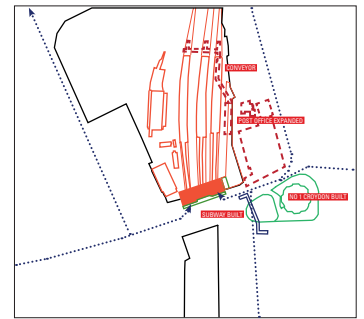 CONVEYOR
POST OFFICE EXPANDED
NO 1 CROYDON BUILT
SUBWAY BUILT